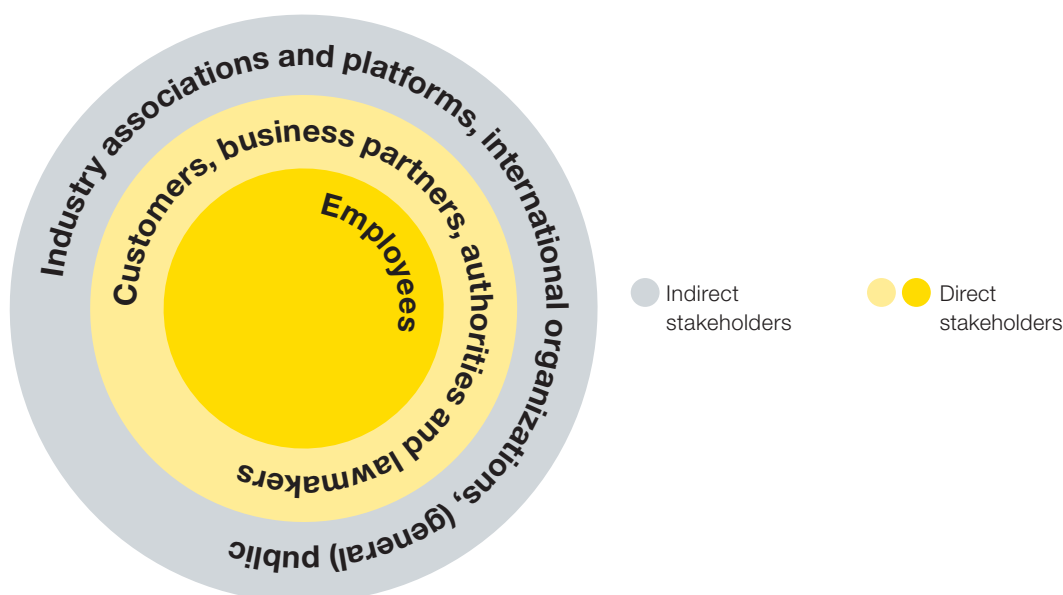 Industry associations and platforms, international organizations, (general) public
Customers, business partners, authorities and lawmakers
Employees
Indirect
stakeholders
Direct
stakeholders